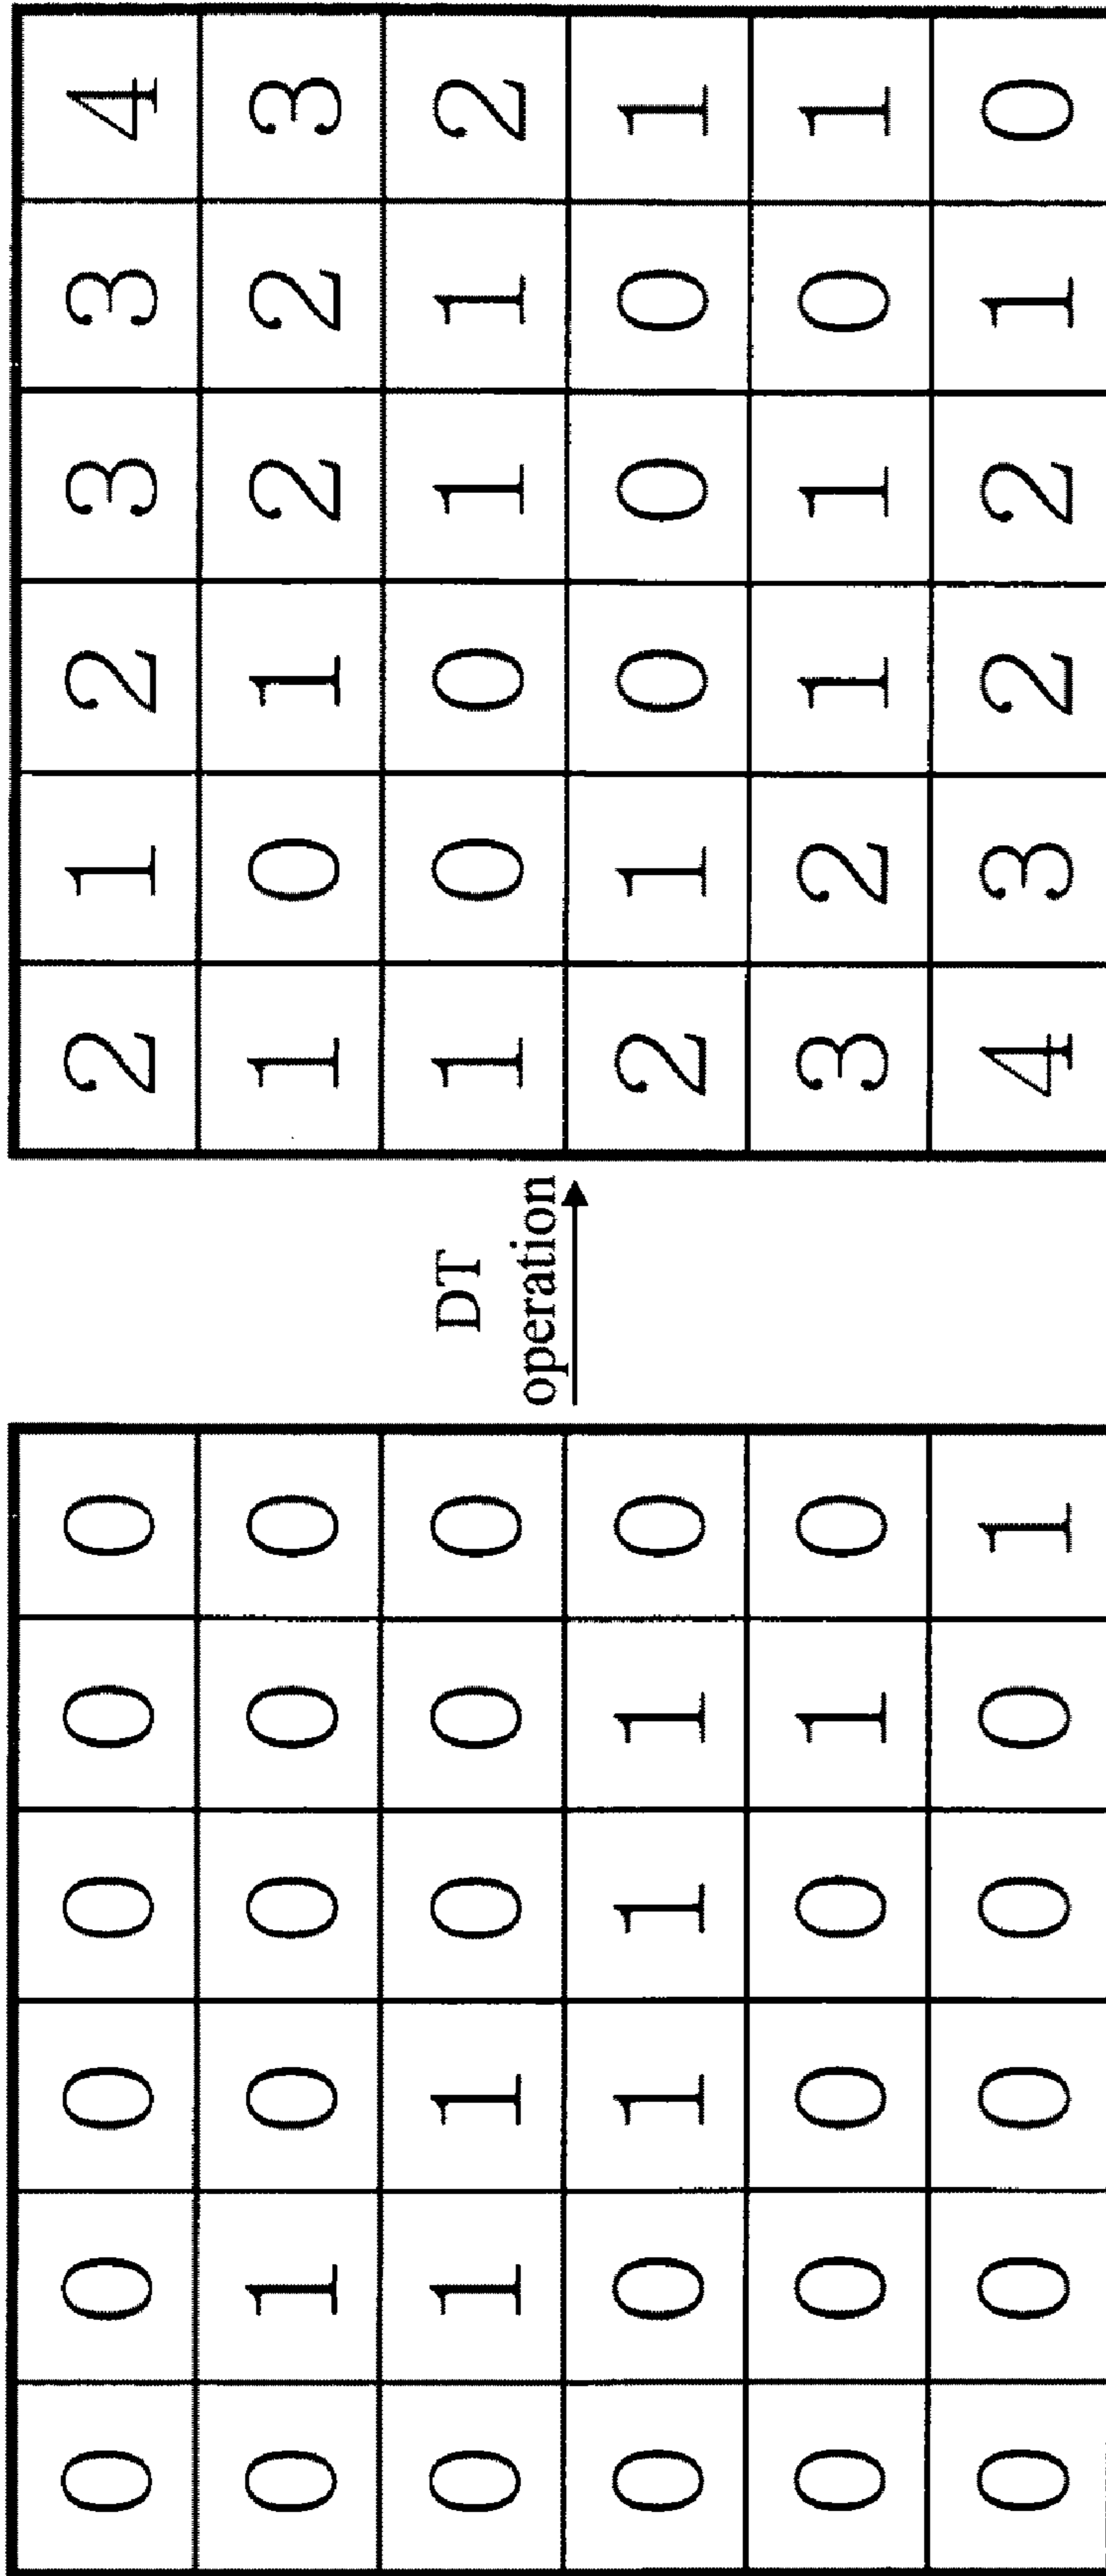 0 0 0 0 0 0
0 1 0 0 0 0
0 1 1 0 0 0
0 0 1 1 1 0
0 0 0 0 1 0
0 0 0 0 0 1
DT
operation
2 1 2 3 3 4
1 0 1 2 2 3
1 0 0 1 1 2
2 1 0 0 0 1
3 2 1 1 0 1
4 3 2 2 1 0